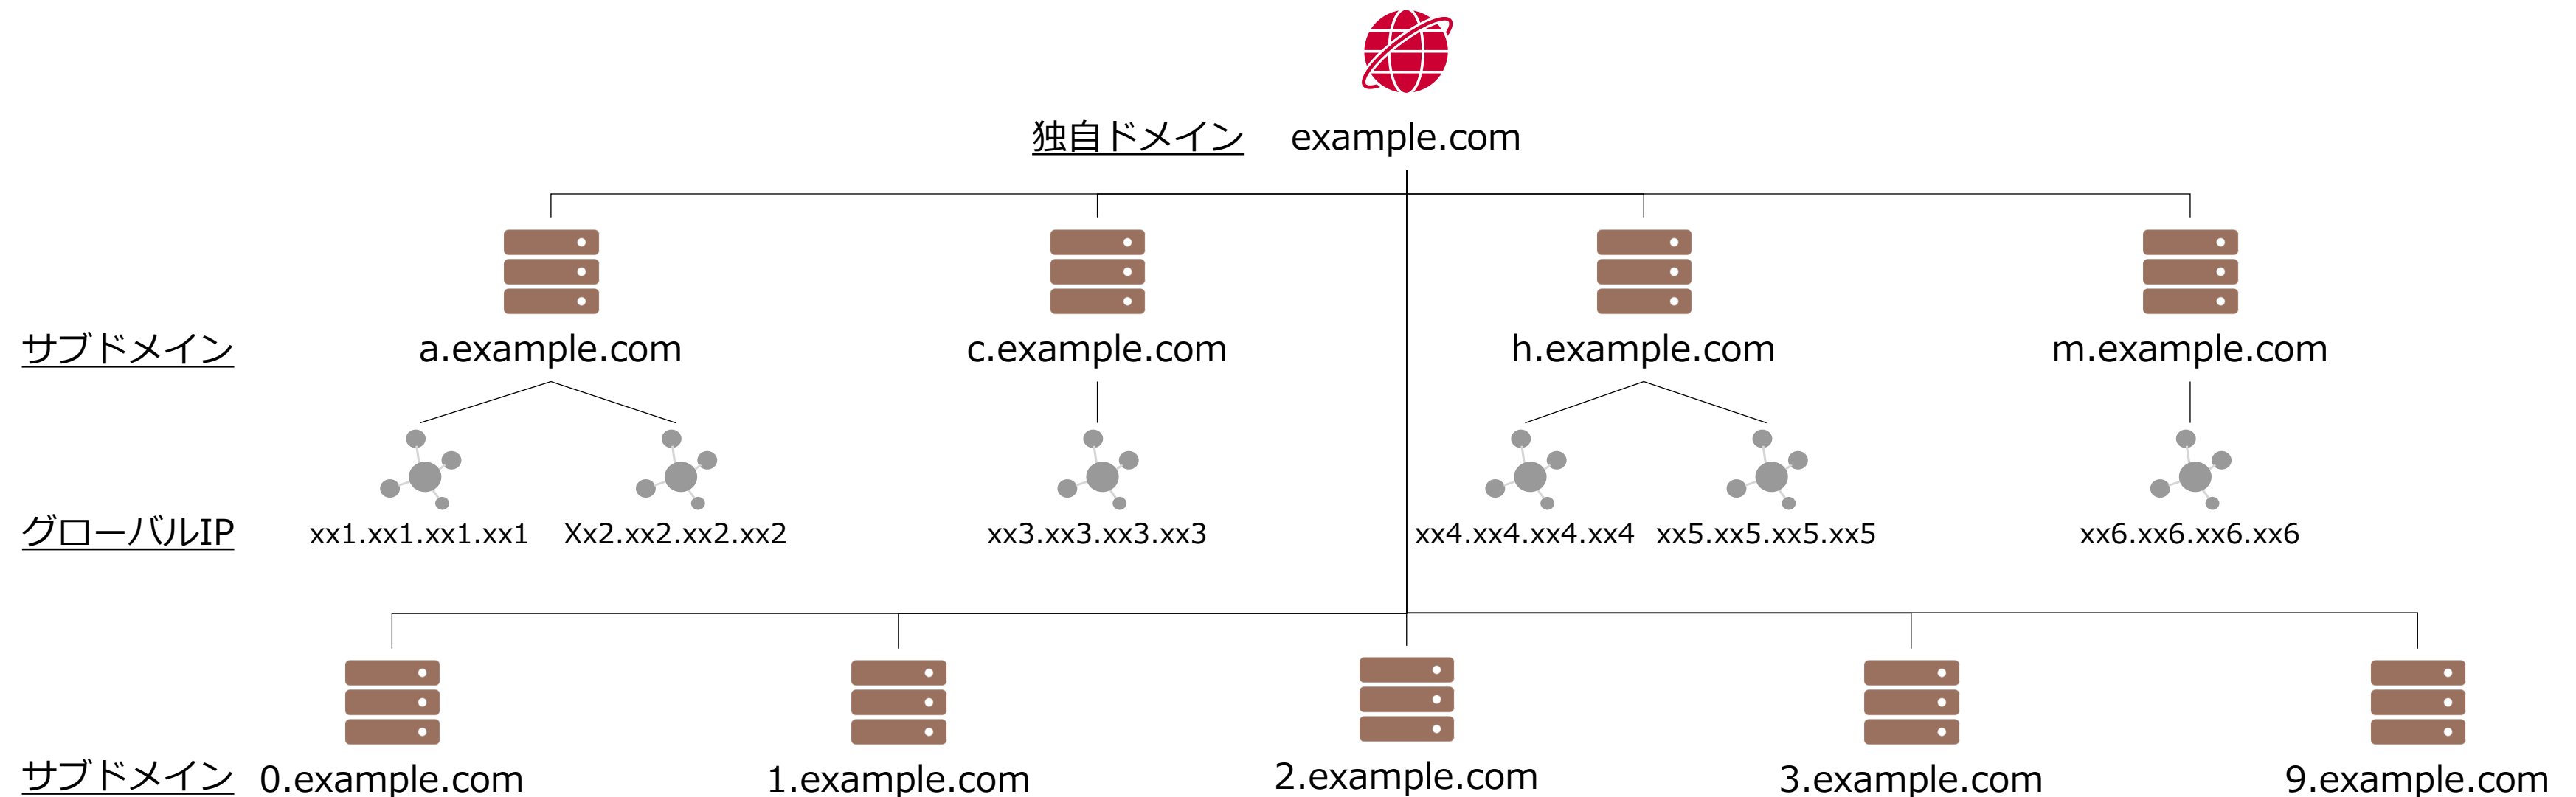 独自ドメイン example.com
サブドメイン a.example.com c.example.com h.example.com m.example.com
グローバルIP xx1.xx1.xx1.xx1 Xx2.xx2.xx2.xx2 xx3.xx3.xx3.xx3 xx4.xx4.xx4.xx4 xx5.xx5.xx5.xx5 xx6.xx6.xx6.xx6
サブドメイン 0.example.com 1.example.com 2.example.com 3.example.com 9.example.com